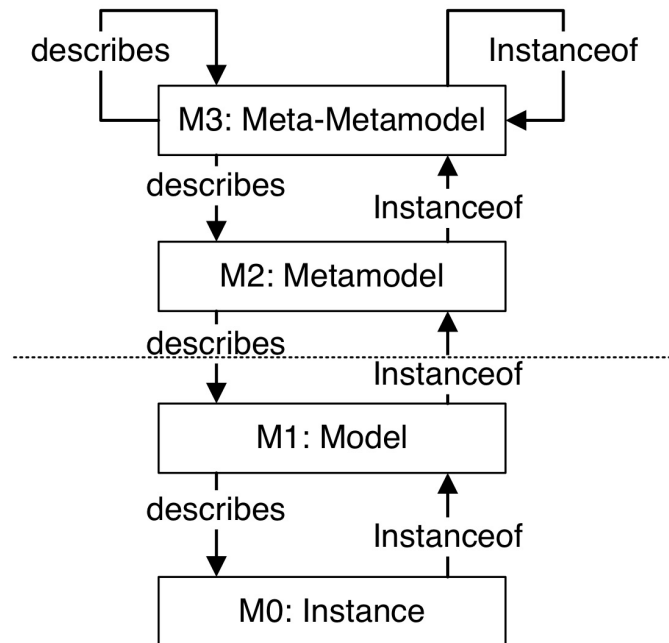 describes
Instanceof
M3: Meta-Metamodel
describes
Instanceof
M2: Metamodel
describes
Instanceof
M1: Model
describes
Instanceof
M0: Instance